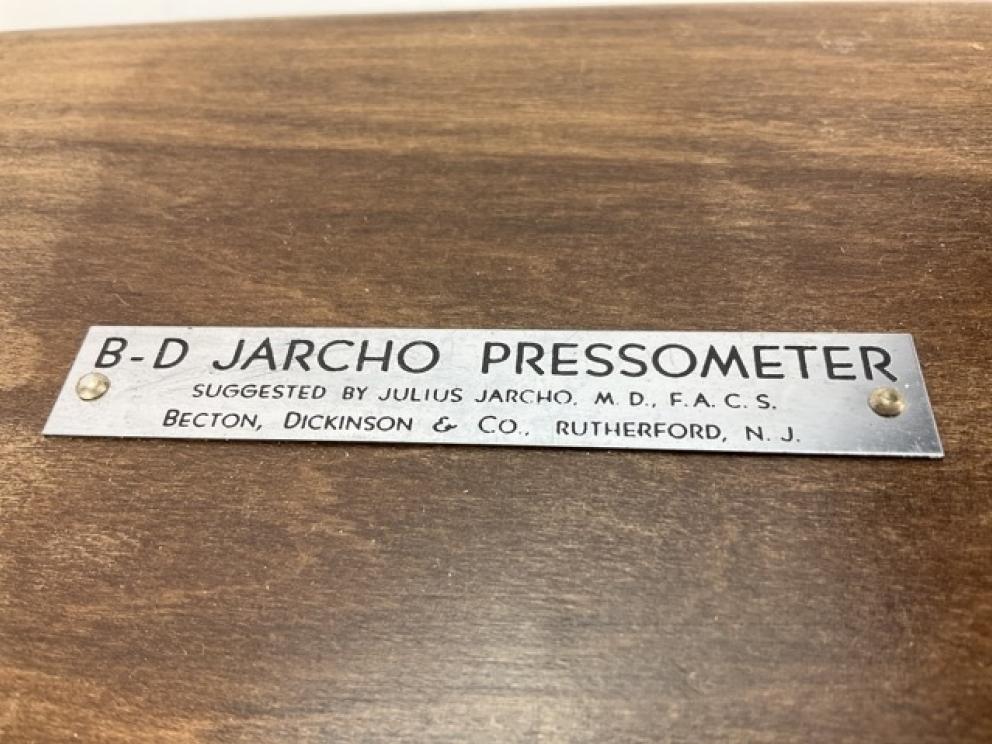 B-D JARCHO PRESSOMETER
SUGGESTED BY JULIUS JARCHO, M.D., F.A.C.S.
BECTON, DICKINSON & CO., RUTHERFORD, N. J.